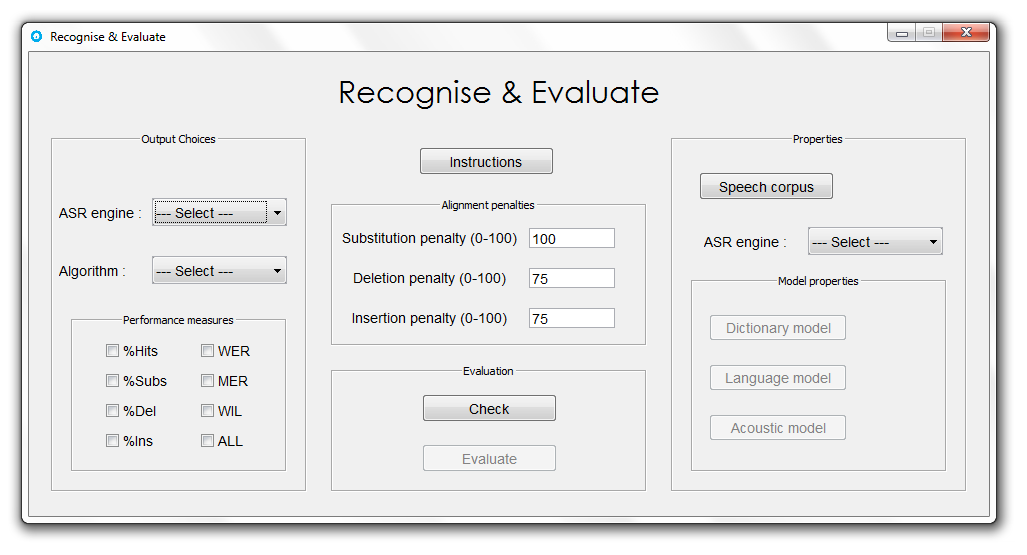 Recognise & Evaluate
Recognise & Evaluate
Output Choices
ASR engine :
--- Select ---
Algorithm :
--- Select ---
Performance measures
%Hits
WER
%Subs
MER
%Del
WIL
%Ins
ALL
Instructions
Alignment penalties
Substitution penalty (0-100)
100
Deletion penalty (0-100)
75
Insertion penalty (0-100)
75
Evaluation
Check
Evaluate
Properties
Speech corpus
ASR engine :
--- Select ---
Model properties
Dictionary model
Language model
Acoustic model